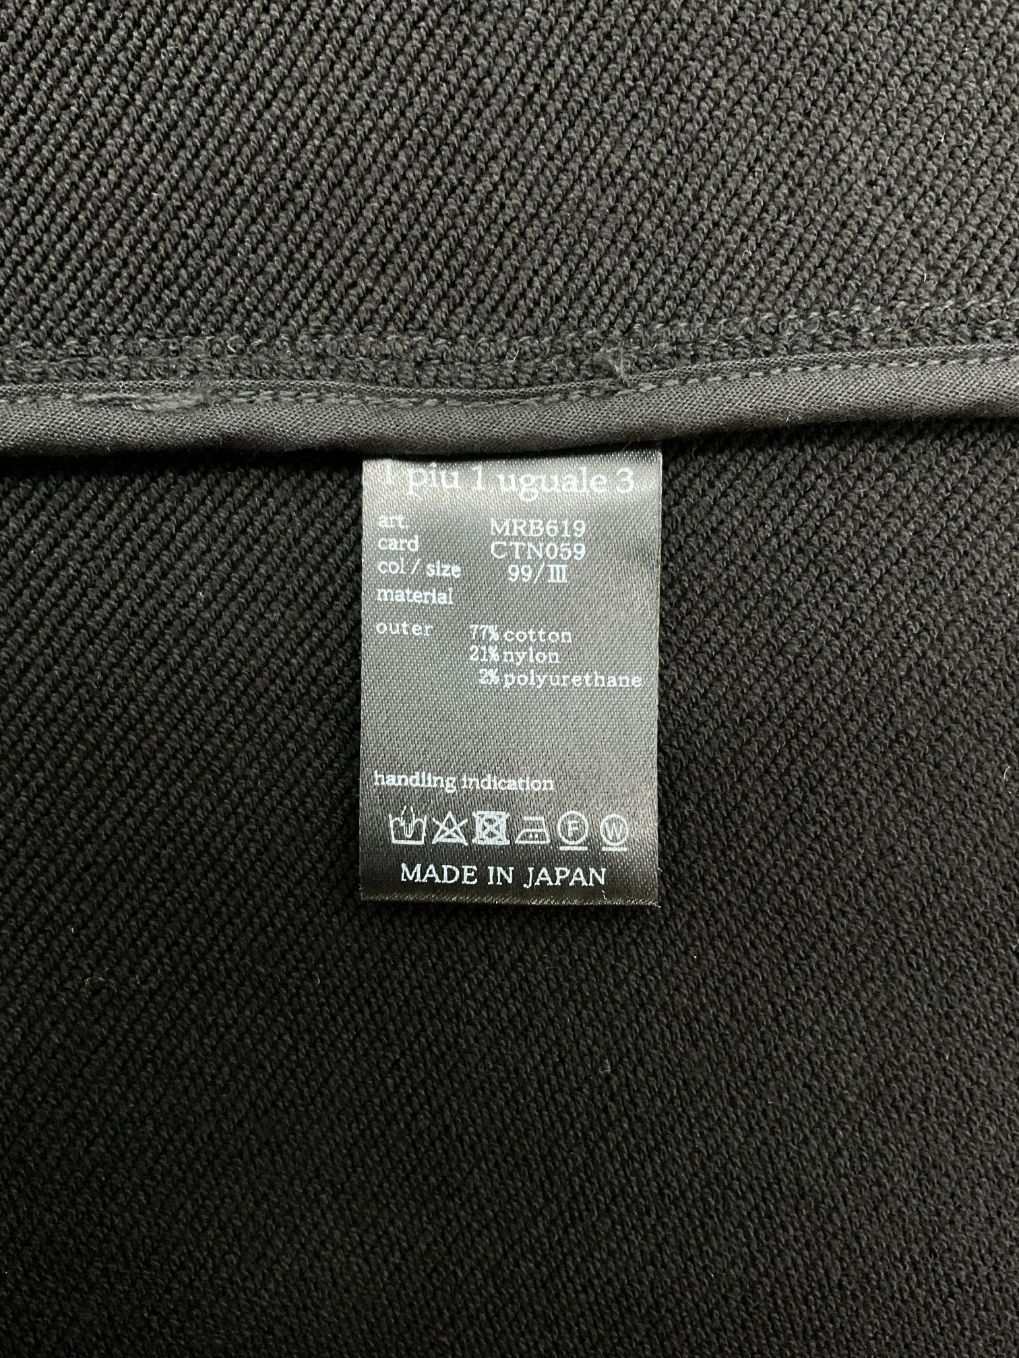 1 più 1 uguale 3
art. MRB619
card CTN059
col / size 99/III
material
outer 77% cotton
21% nylon
2% polyurethane
handling indication
F W
MADE IN JAPAN